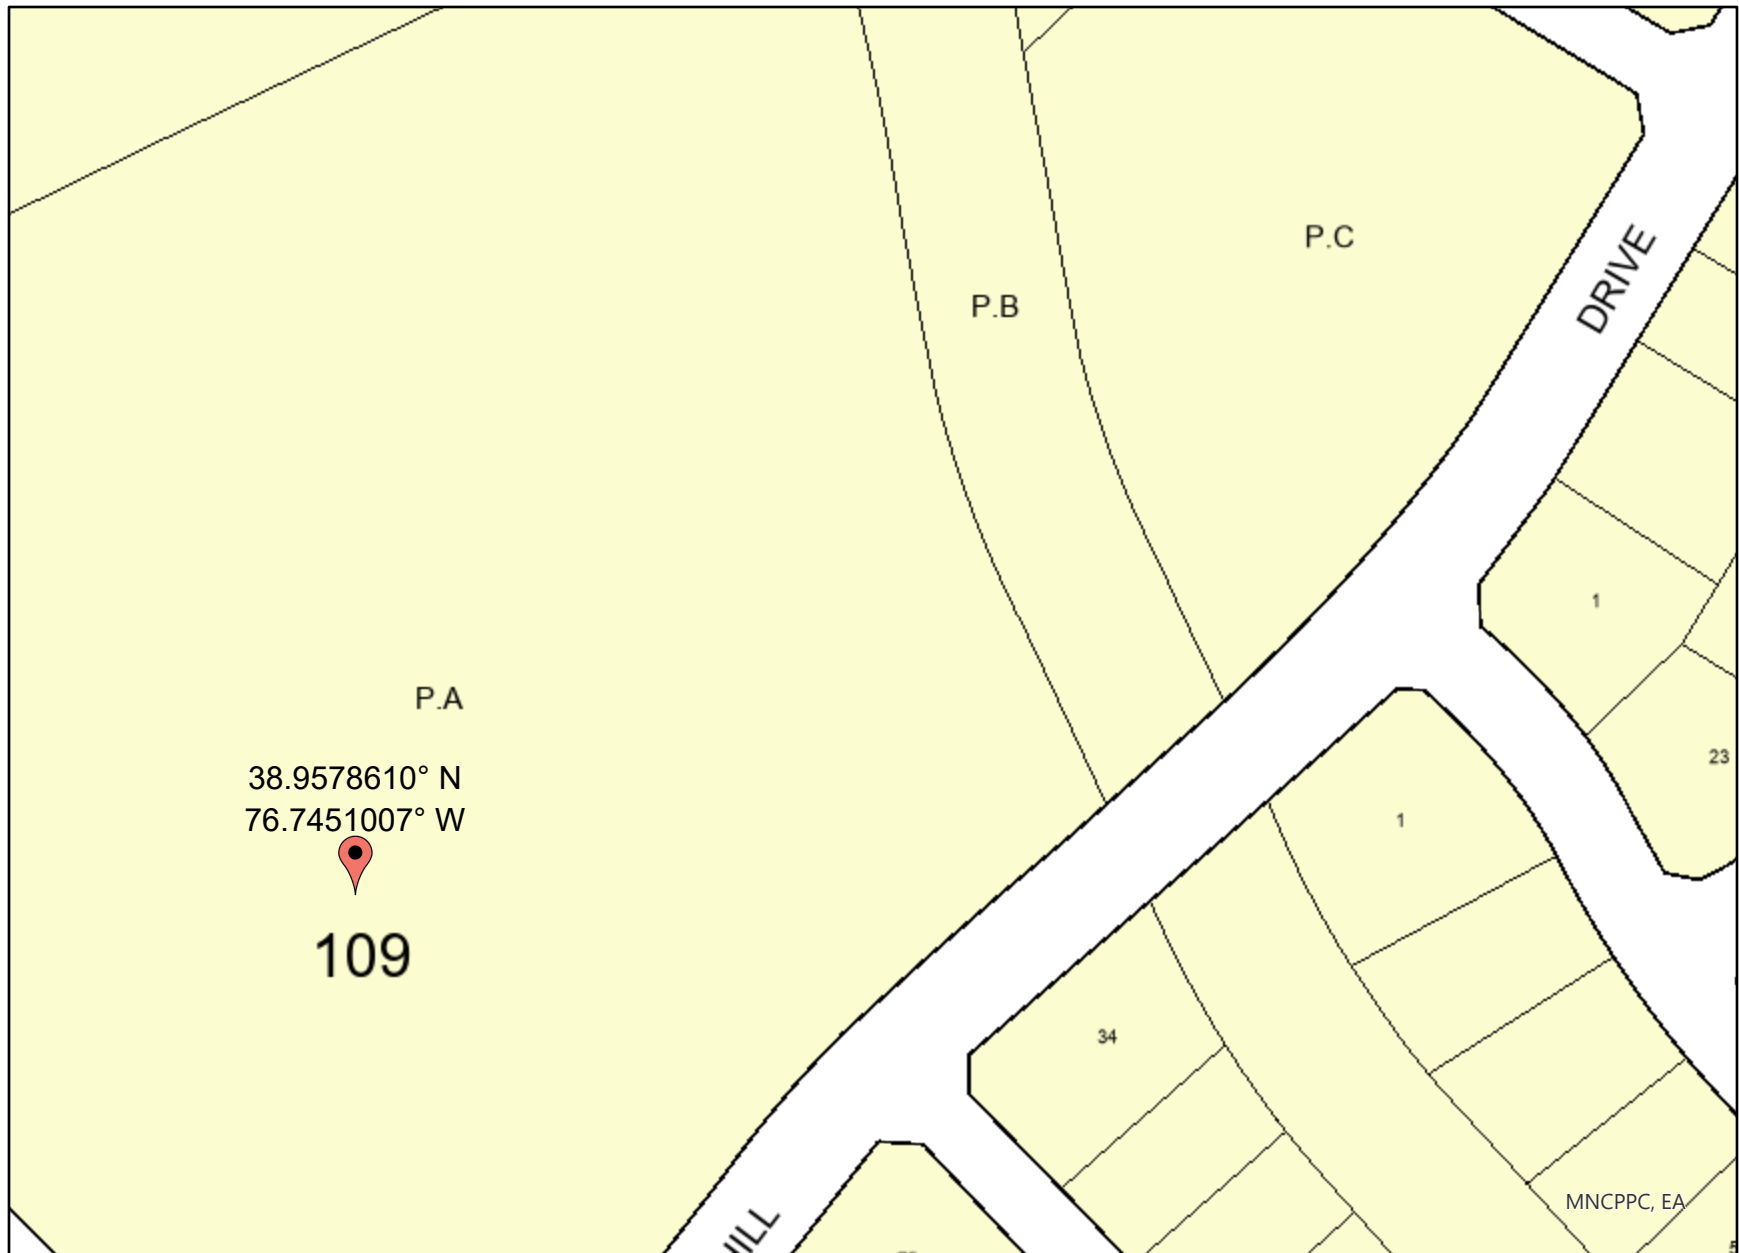 P.C
DRIVE
P.B
1
P.A
23
38.9578610° N
76.7451007° W
1
109
34
MNCPPC, EA